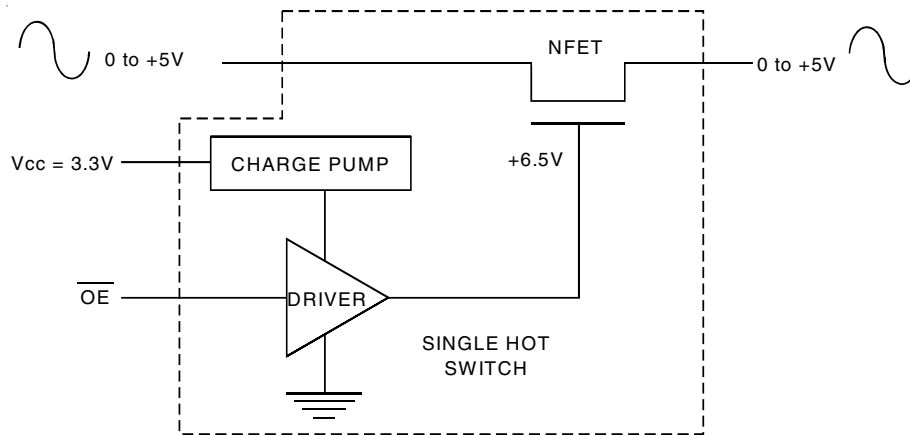 NFET
0 to +5V
0 to +5V
Vcc = 3.3V
CHARGE PUMP
+6.5V
OE
DRIVER
SINGLE HOT
SWITCH